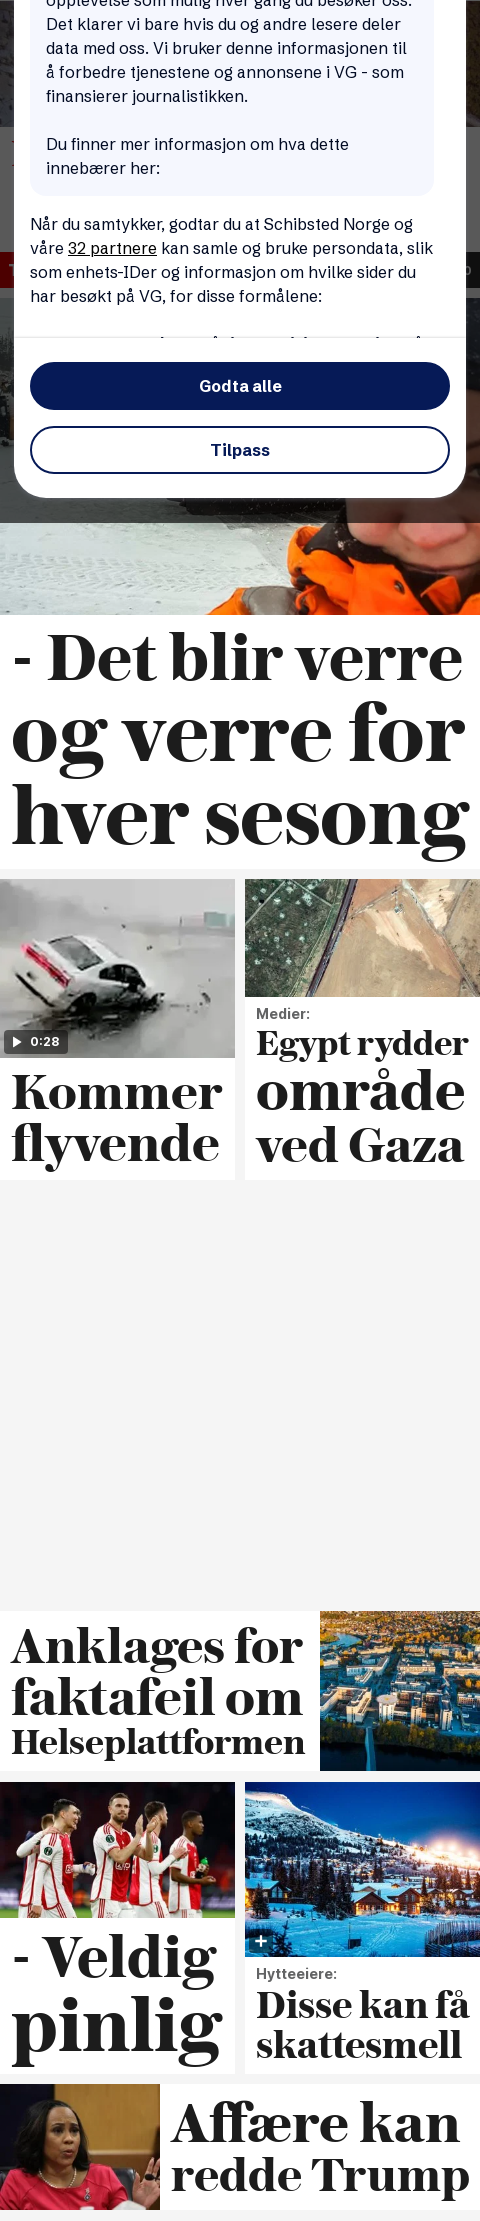 opplevelse som mulig hver gang du besøker oss.
Det klarer vi bare hvis du og andre lesere deler
data med oss. Vi bruker denne informasjonen til
å forbedre tjenestene og annonsene i VG - som
finansierer journalistikken.
Du finner mer informasjon om hva dette
innebærer her:
Når du samtykker, godtar du at Schibsted Norge og
våre 32 partnere kan samle og bruke persondata, slik
som enhets-IDer og informasjon om hvilke sider du
har besøkt på VG, for disse formålene:
Godta alle
Tilpass
- Det blir verre
og verre for
hver sesong
0:28
Kommer
flyvende
Medier:
Egypt rydder
område
ved Gaza
Anklages for
faktafeil om
Helseplattformen
- Veldig
pinlig
Hytteeiere:
Disse kan få
skattesmell
Affære kan
redde Trump